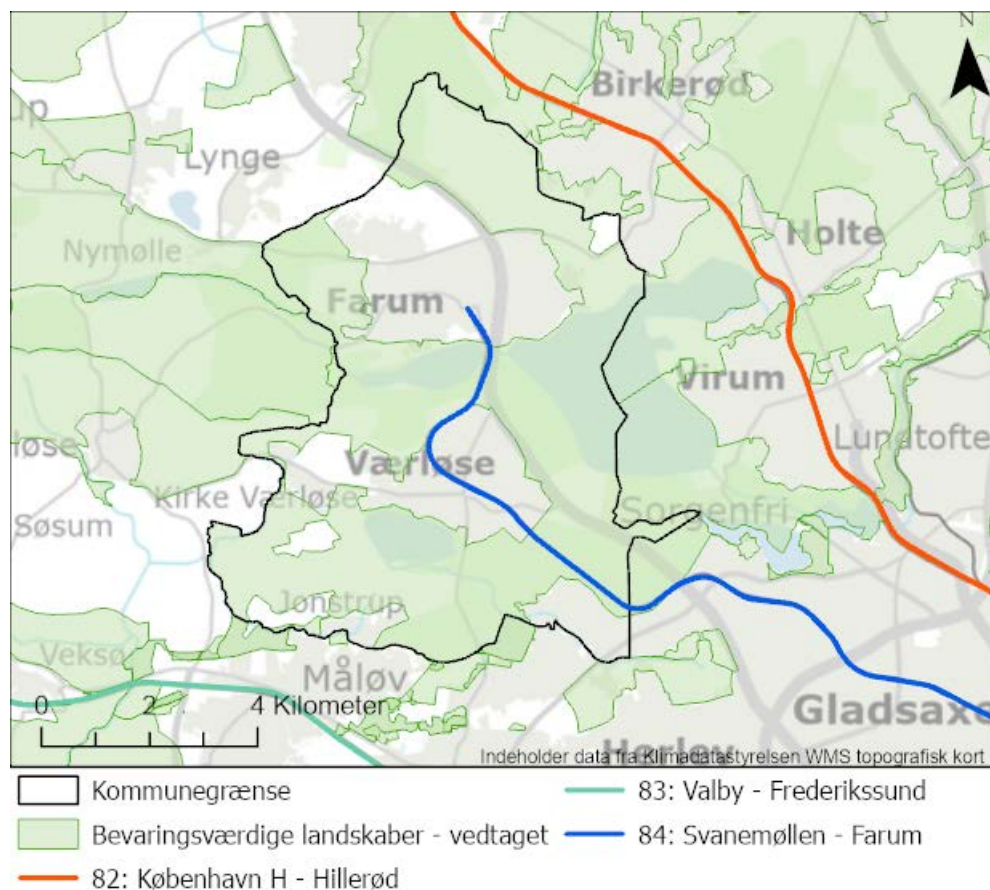 N
Birkerød
Lynge
Holte
Nymølle
Farum
Virum
Lundtofte
Værløse
Kirke Værløse
Sorgenfri
Søsum
Jonstrup
Veksø
Måløv
0 2 4 Kilometer
Gladsaxe
Herlev
Indeholder data fra Klimadatastyrelsen WMS topografisk kort
Kommunegrænse
83: Valby - Frederikssund
Bevaringsværdige landskaber - vedtaget
84: Svanemøllen - Farum
82: København H - Hillerød